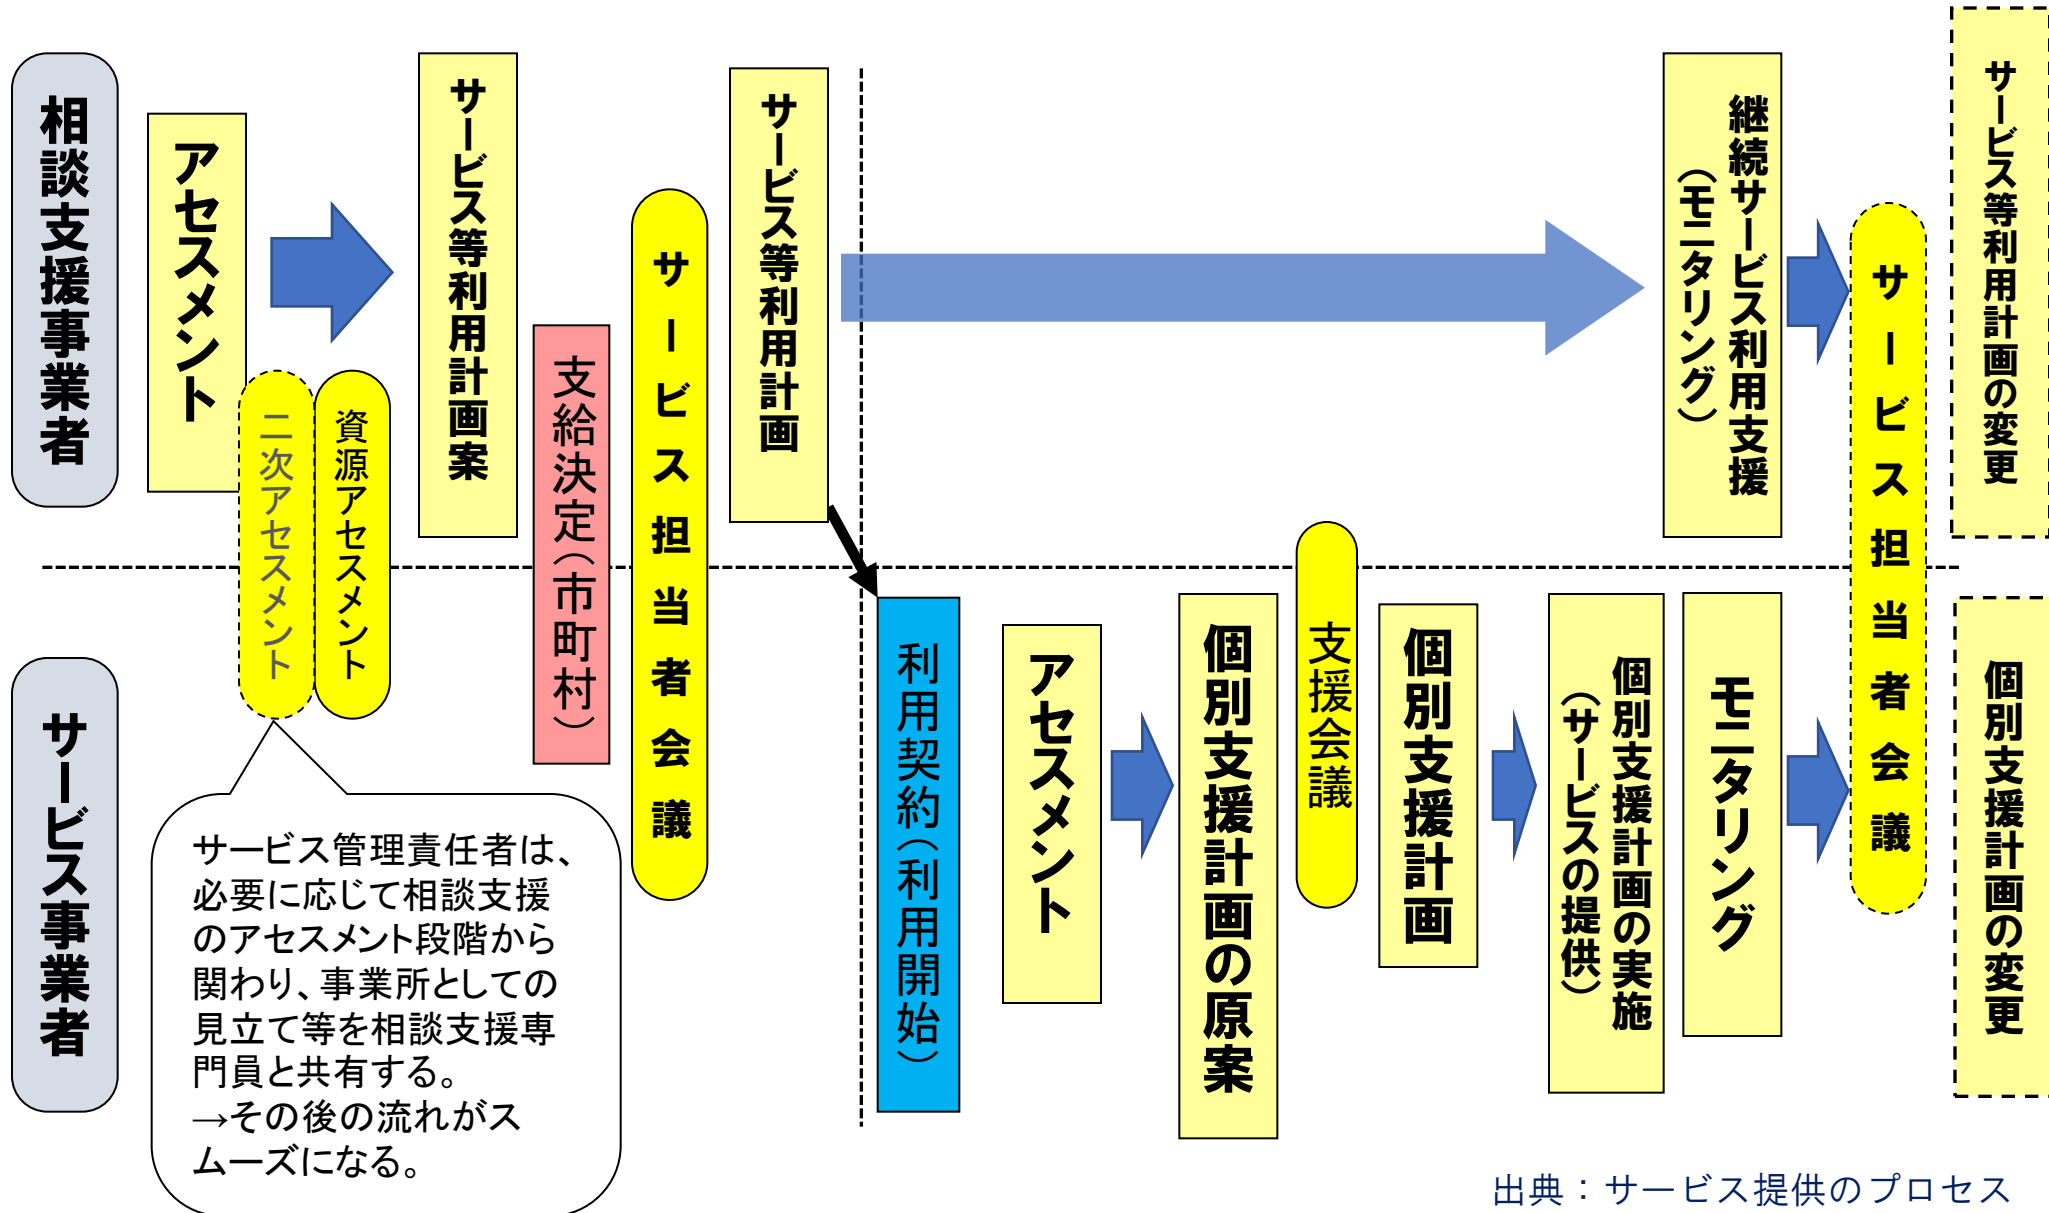 相談支援事業者
アセスメント
二次アセスメント
資源アセスメント
サービス等利用計画案
支給決定（市町村）
サービス担当者会議
サービス等利用計画
継続サービス利用支援
（モニタリング）
サービス担当者会議
サービス等利用計画の変更
サービス事業者
サービス管理責任者は、
必要に応じて相談支援
のアセスメント段階から
関わり、事業所としての
見立て等を相談支援専
門員と共有する。
→その後の流れがス
ムーズになる。
利用契約（利用開始）
アセスメント
個別支援計画の原案
支援会議
個別支援計画
個別支援計画の実施
（サービスの提供）
モニタリング
個別支援計画の変更
出典：サービス提供のプロセス